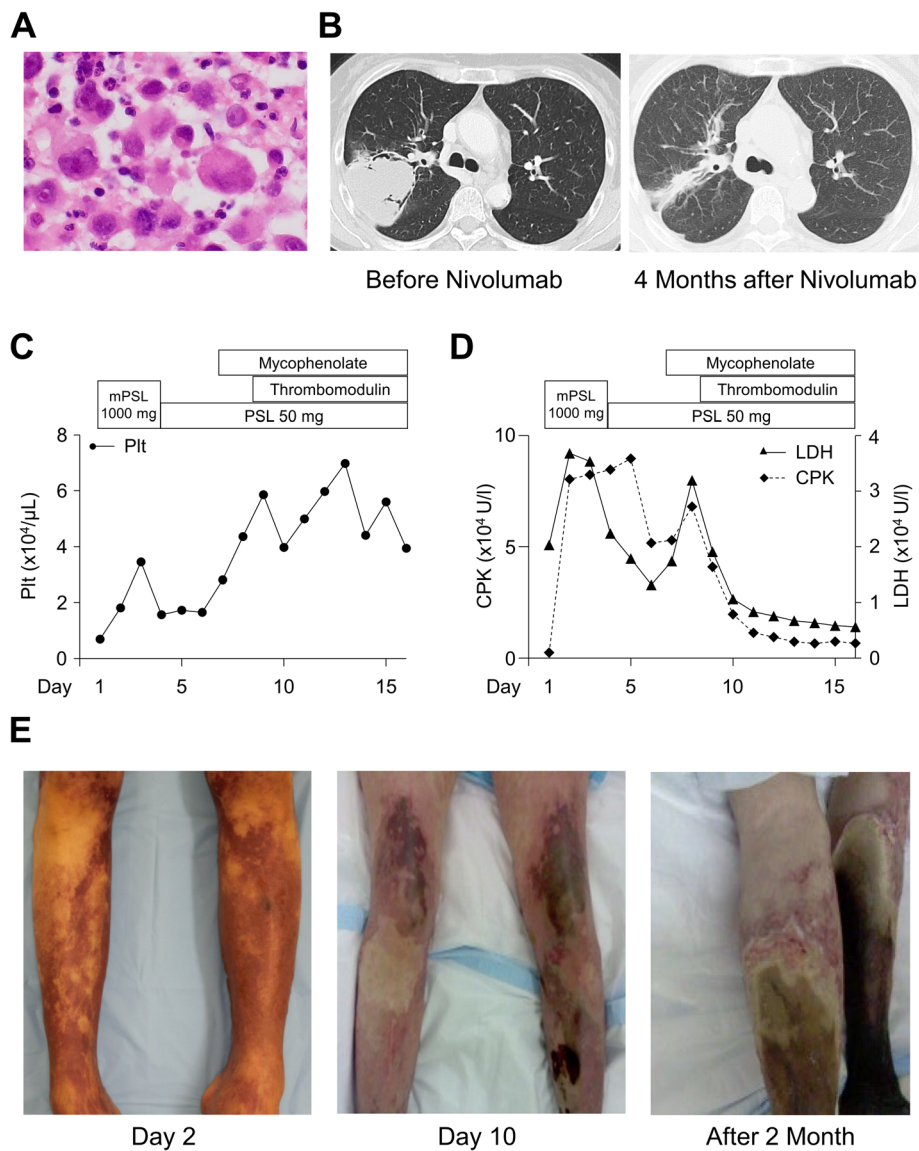 A
B
Before Nivolumab
4 Months after Nivolumab
C
Mycophenolate
Thrombomodulin
mPSL
1000 mg
PSL 50 mg
Plt
8
6
4
2
0
Plt (x10⁴/μL)
Day 1 5 10 15
D
Mycophenolate
Thrombomodulin
mPSL
1000 mg
PSL 50 mg
LDH
CPK
10
5
0
CPK (x10⁴ U/l)
4
3
2
1
0
LDH (x10⁴ U/l)
Day 1 5 10 15
E
Day 2
Day 10
After 2 Month